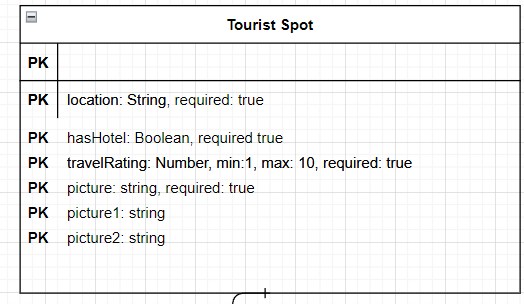 Tourist Spot
PK
PK location: String, required: true
PK hasHotel: Boolean, required true
PK travelRating: Number, min:1, max: 10, required: true
PK picture: string, required: true
PK picture1: string
PK picture2: string